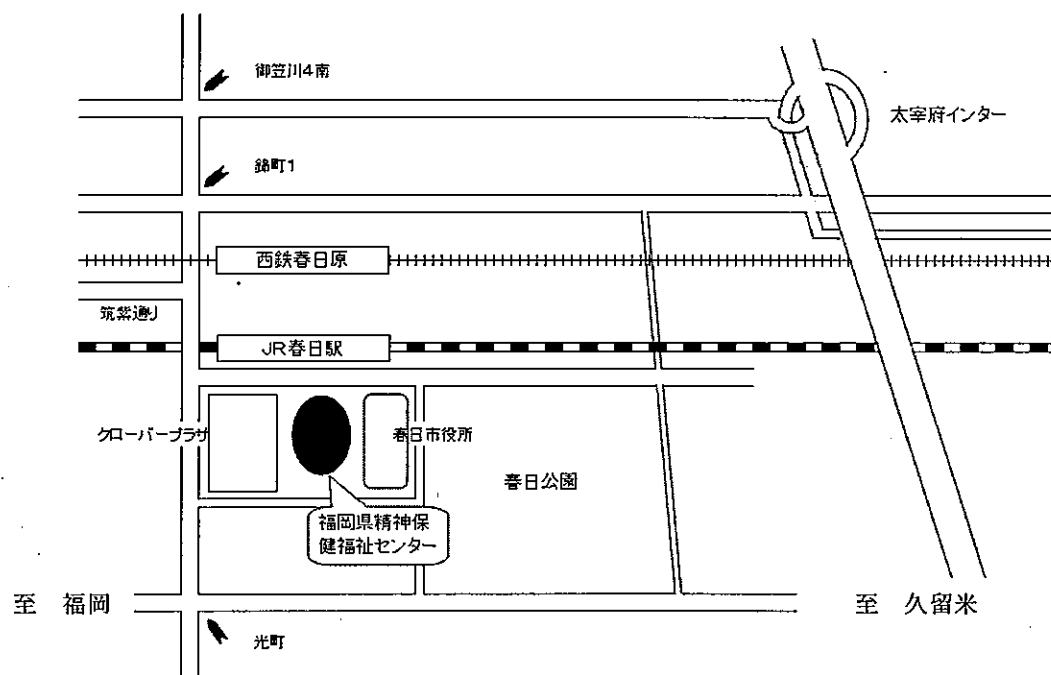 御笠川4南
太宰府インター
錦町1
西鉄春日原
筑紫通り
JR春日駅
クローバープラザ
春日市役所
春日公園
福岡県精神保
健福祉センター
至 福岡
至 久留米
光町